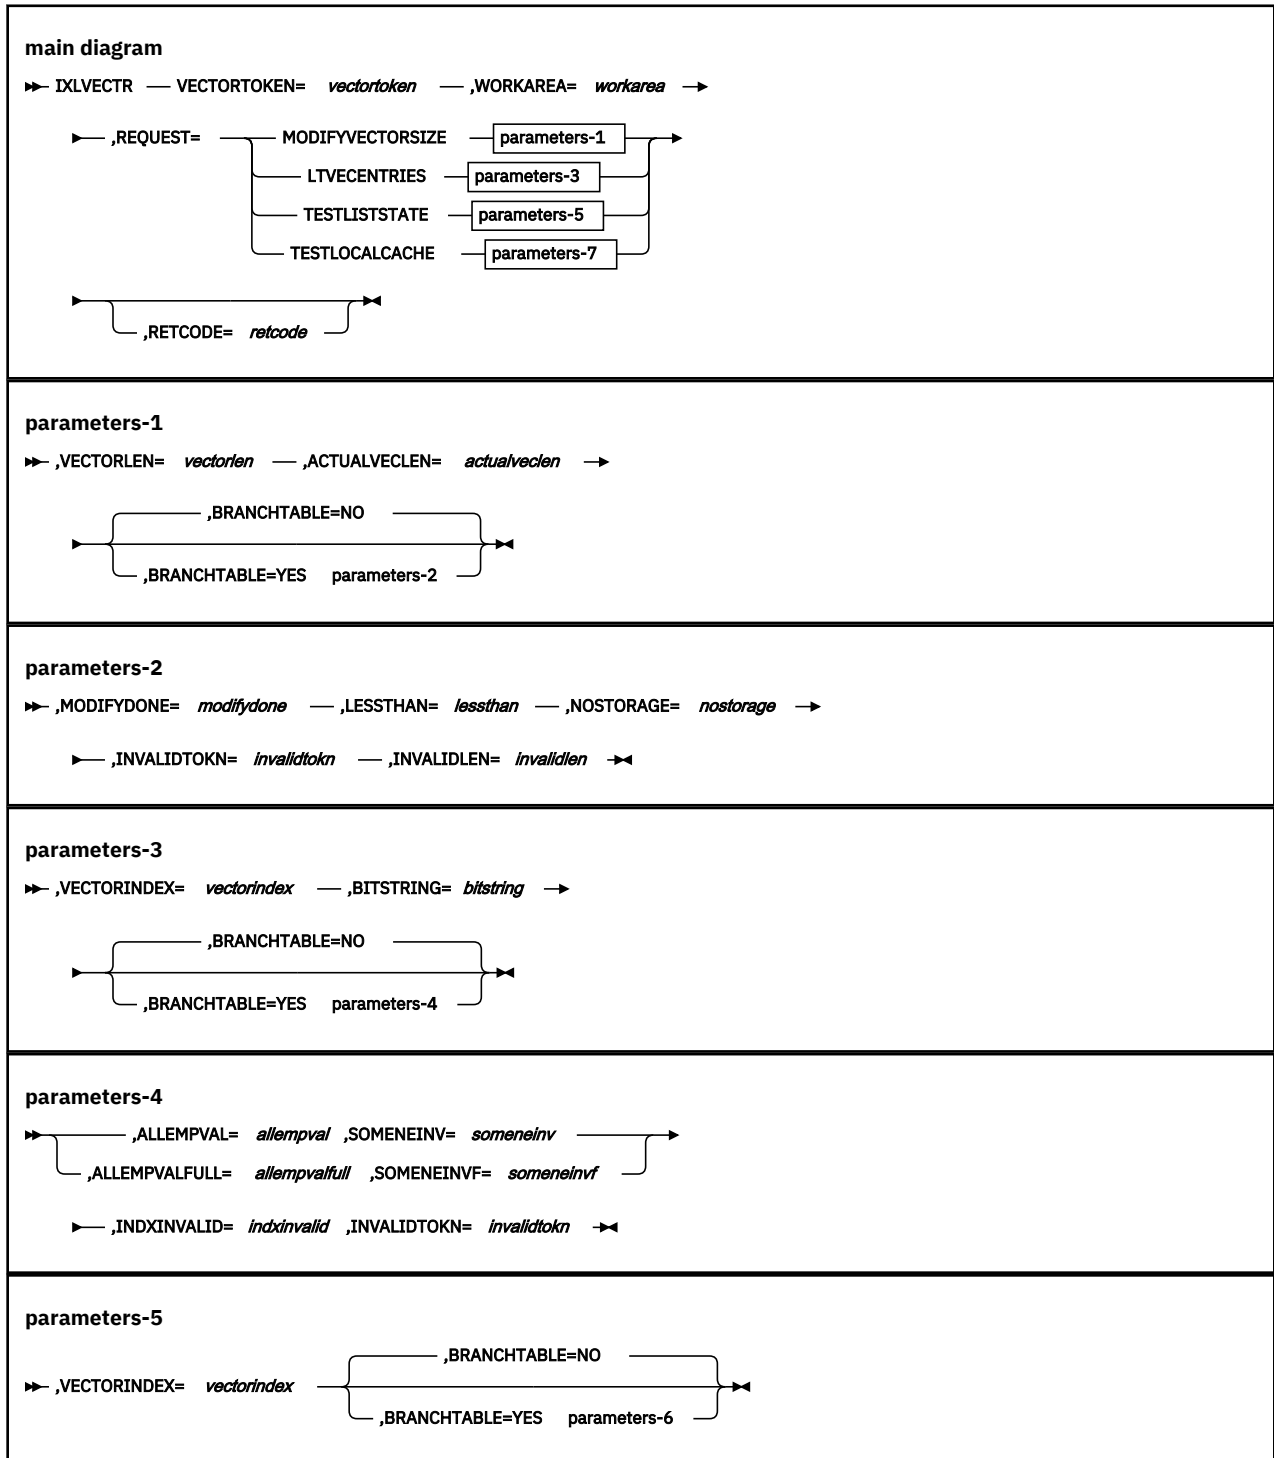 main diagram
IXLVECTR VECTORTOKEN= vectortoken ,WORKAREA= workarea
,REQUEST= MODIFYVECTORSIZE parameters-1
LTVECENTRIES parameters-3
TESTLISTSTATE parameters-5
TESTLOCALCACHE parameters-7
,RETCODE= retcode
parameters-1
,VECTORLEN= vectorlen ,ACTUALVECLEN= actualveclen
,BRANCHTABLE=NO
,BRANCHTABLE=YES parameters-2
parameters-2
,MODIFYDONE= modifydone ,LESSTHAN= lessthan ,NOSTORAGE= nostorage
,INVALIDTOKN= invalidtokn ,INVALIDLEN= invalidlen
parameters-3
,VECTORINDEX= vectorindex ,BITSTRING= bitstring
,BRANCHTABLE=NO
,BRANCHTABLE=YES parameters-4
parameters-4
,ALLEMPVAL= allempval ,SOMENEINV= someneinv
,ALLEMPVALFULL= allempvalfull ,SOMENEINVF= someneinvf
,INDXINVALID= indxinvalid ,INVALIDTOKN= invalidtokn
parameters-5
,BRANCHTABLE=NO
,VECTORINDEX= vectorindex
,BRANCHTABLE=YES parameters-6